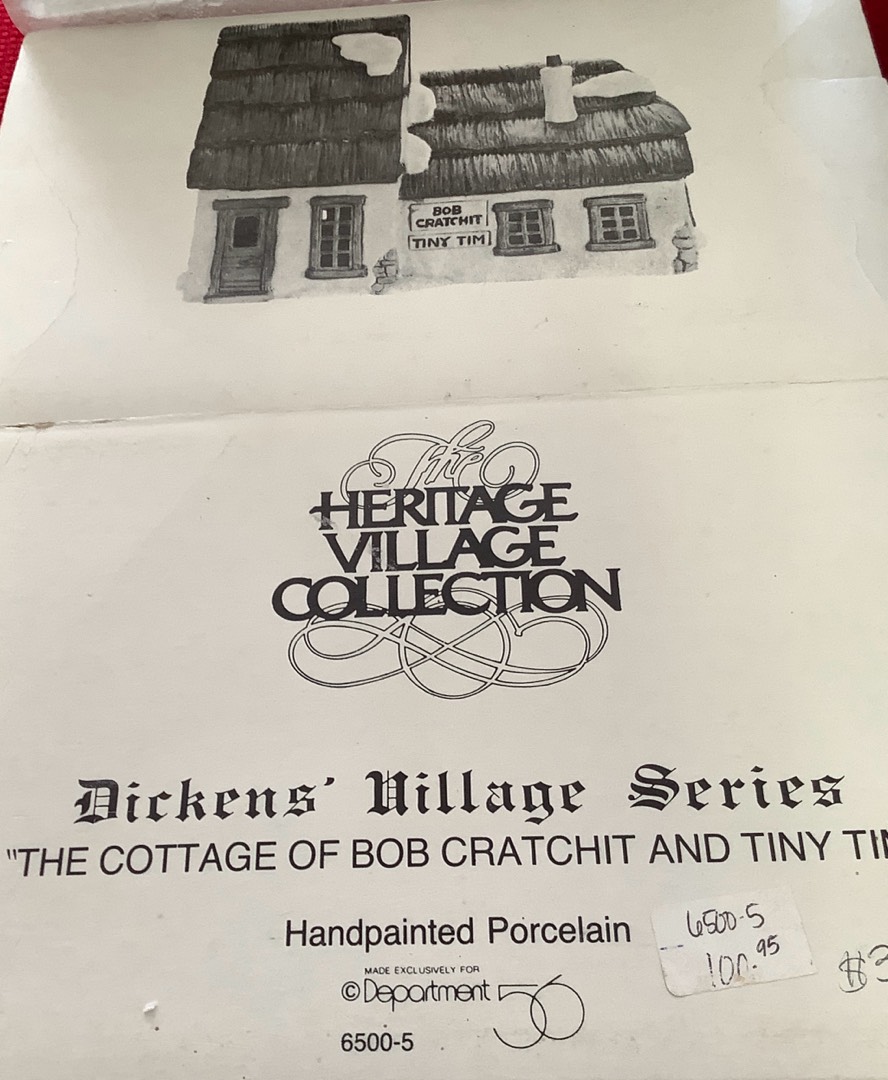 BOB
CRATCHIT
TINY TIM
The
HERITAGE
VILLAGE
COLLECTION
Dickens' Village Series
"THE COTTAGE OF BOB CRATCHIT AND TINY TI
Handpainted Porcelain
6500-5
100.95
$3
MADE EXCLUSIVELY FOR
©Department 56
6500-5